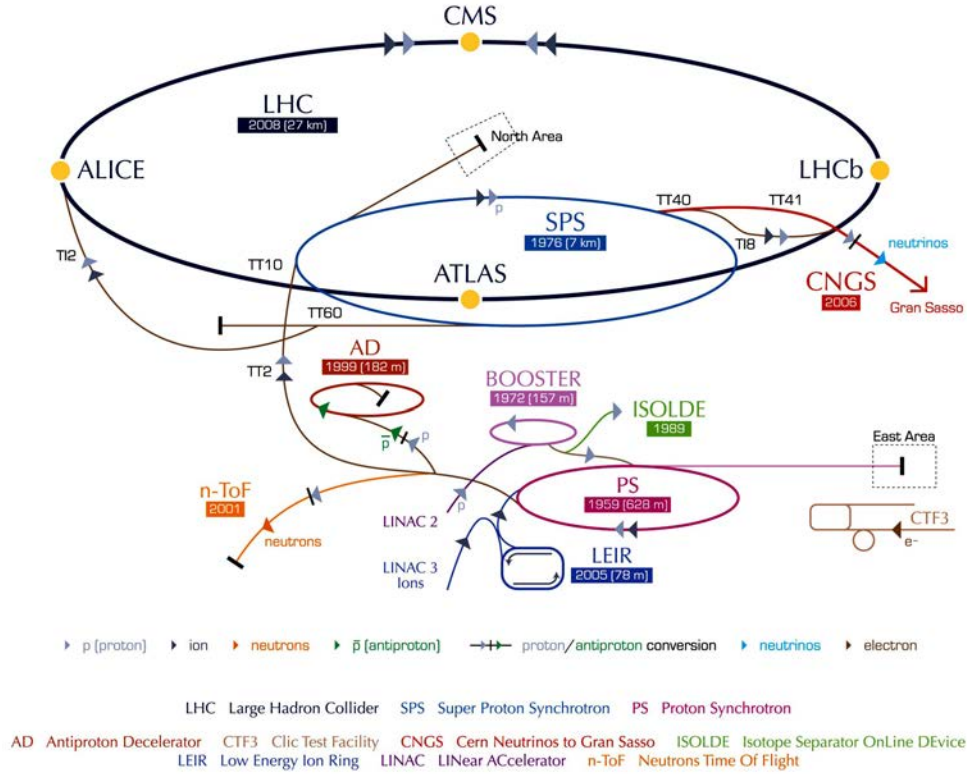 CMS
LHC
2008 (27 km)
North Area
ALICE
LHCb
TT40
TT41
SPS
1976 (7 km)
p
TI8
TI2
TT10
ATLAS
neutrinos
CNGS
2006
Gran Sasso
TT60
AD
1999 (182 m)
TT2
BOOSTER
1972 (157 m)
ISOLDE
1989
p̅
p
East Area
n-ToF
2001
PS
1959 (628 m)
LINAC 2
p
CTF3
e-
neutrons
LINAC 3
Ions
LEIR
2005 (78 m)
p (proton) ion neutrons p̅ (antiproton) proton/antiproton conversion neutrinos electron
LHC Large Hadron Collider SPS Super Proton Synchrotron PS Proton Synchrotron
AD Antiproton Decelerator CTF3 Clic Test Facility CNGS Cern Neutrinos to Gran Sasso ISOLDE Isotope Separator OnLine DEvice
LEIR Low Energy Ion Ring LINAC LINear ACcelerator n-ToF Neutrons Time Of Flight